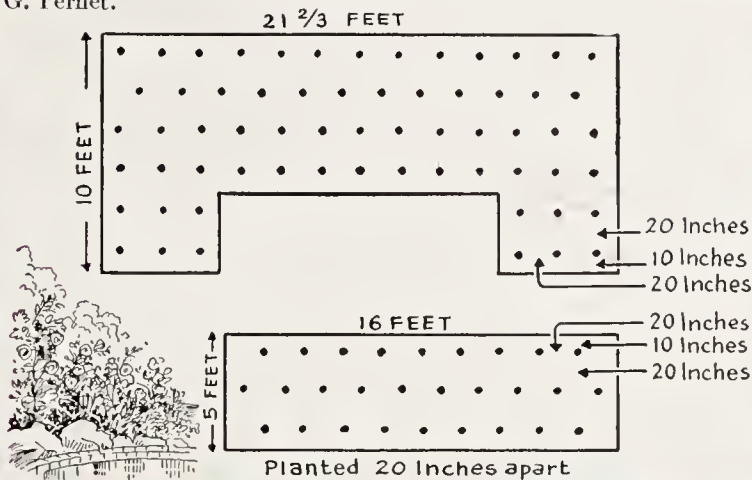 G. Pernet.
21 2/3 FEET
10 FEET
20 Inches
10 Inches
20 Inches
16 FEET
20 Inches
10 Inches
20 Inches
5 FEET
Planted 20 Inches apart